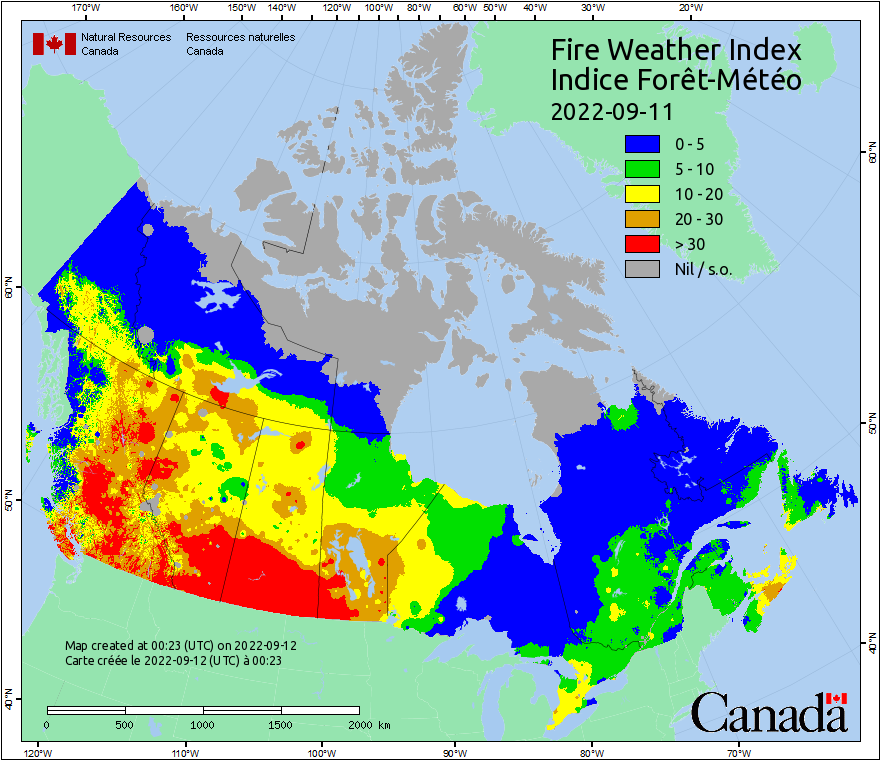 170°W 160°W 150°W 140°W 130°W 120°W 110°W 100°W 90°W 80°W 70°W 60°W 50°W 40°W 30°W 20°W
Natural Resources Canada
Ressources naturelles Canada
Fire Weather Index
Indice Forêt-Météo
2022-09-11
0 - 5
5 - 10
10 - 20
20 - 30
> 30
Nil / s.o.
60°N
50°N
40°N
60°N
50°N
40°N
Map created at 00:23 (UTC) on 2022-09-12
Carte créée le 2022-09-12 (UTC) à 00:23
0 500 1000 1500 2000 km
Canada
120°W 110°W 100°W 90°W 80°W 70°W